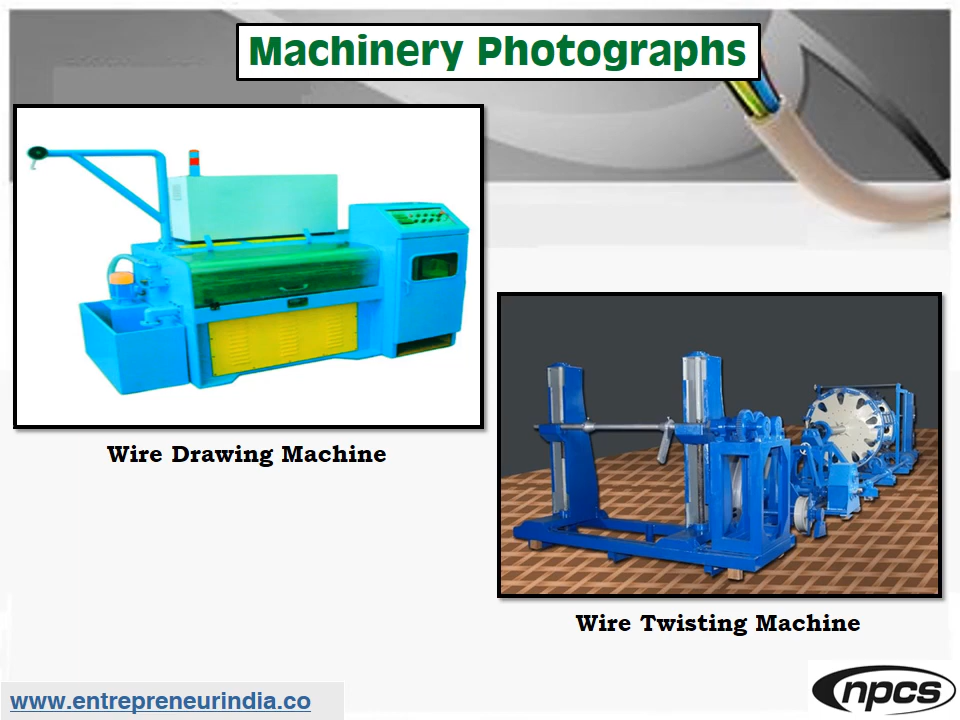 Machinery Photographs
Wire Drawing Machine
Wire Twisting Machine
www.entrepreneurindia.co
npcs